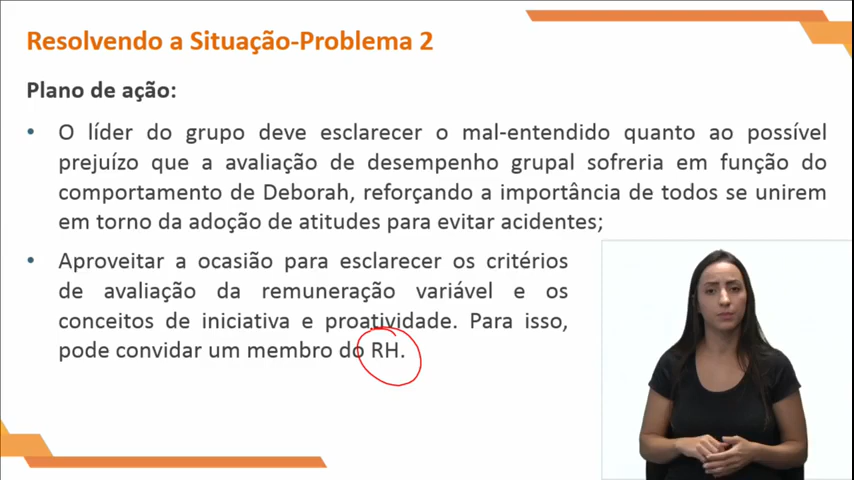 Resolvendo a Situação-Problema 2
Plano de ação:
• O líder do grupo deve esclarecer o mal-entendido quanto ao possível
prejuízo que a avaliação de desempenho grupal sofreria em função do
comportamento de Deborah, reforçando a importância de todos se unirem
em torno da adoção de atitudes para evitar acidentes;
• Aproveitar a ocasião para esclarecer os critérios
de avaliação da remuneração variável e os
conceitos de iniciativa e proatividade. Para isso,
pode convidar um membro do RH.